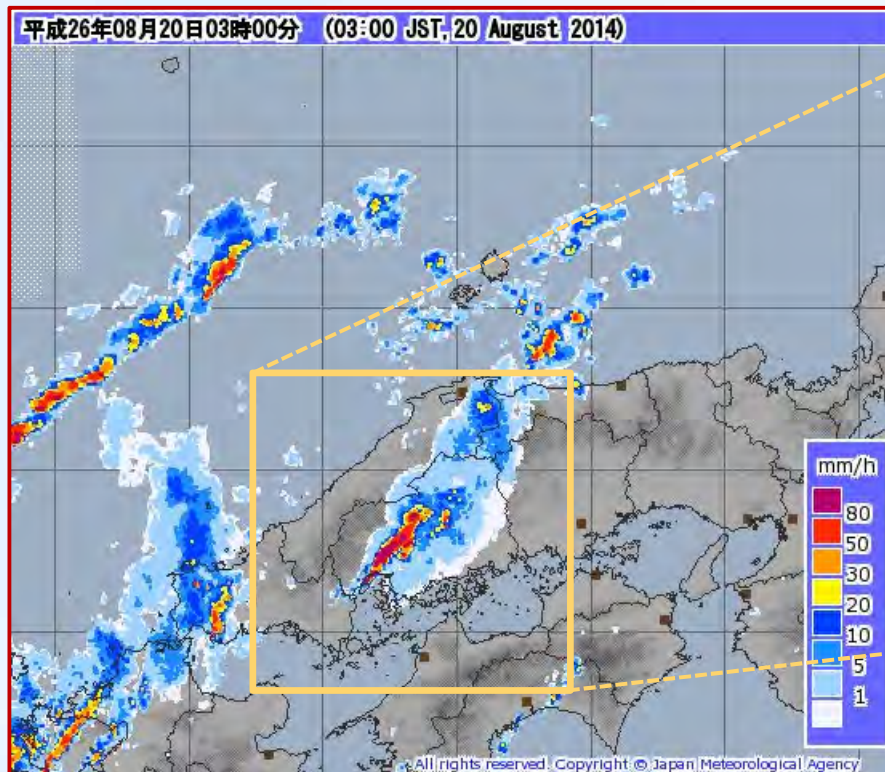 平成26年08月20日03時00分 (03:00 JST, 20 August 2014)
mm/h
80
50
30
20
10
5
1
All rights reserved. Copyright © Japan Meteorological Agency